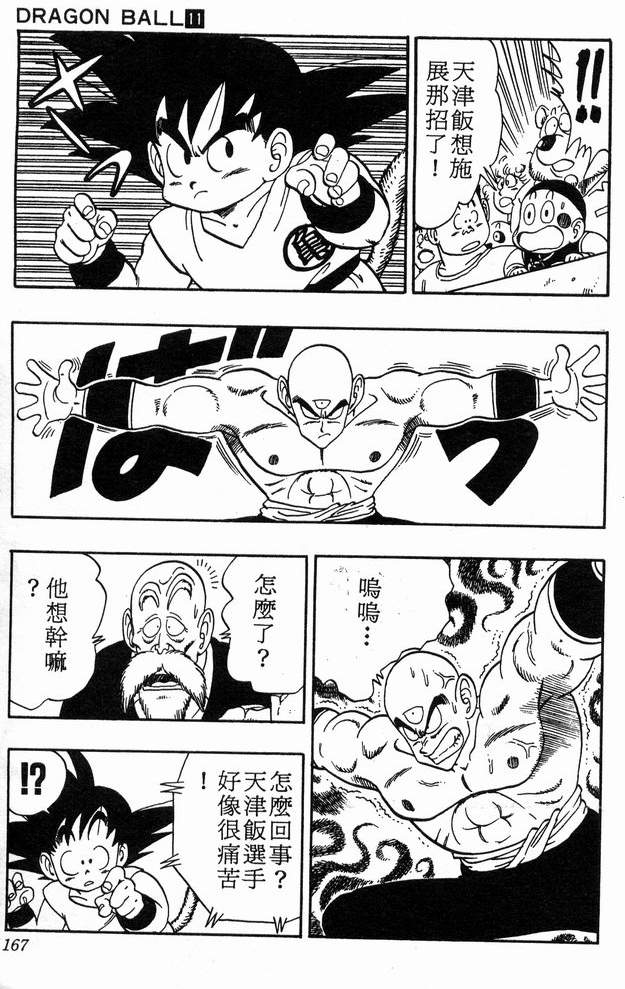 DRAGON BALL 11
天津飯想施
展那招了！
!!
ばっ
嗚嗚…
怎麼了？
他想幹嘛
？
怎麼回事？
天津飯選手
好像很痛苦
！
!?
167